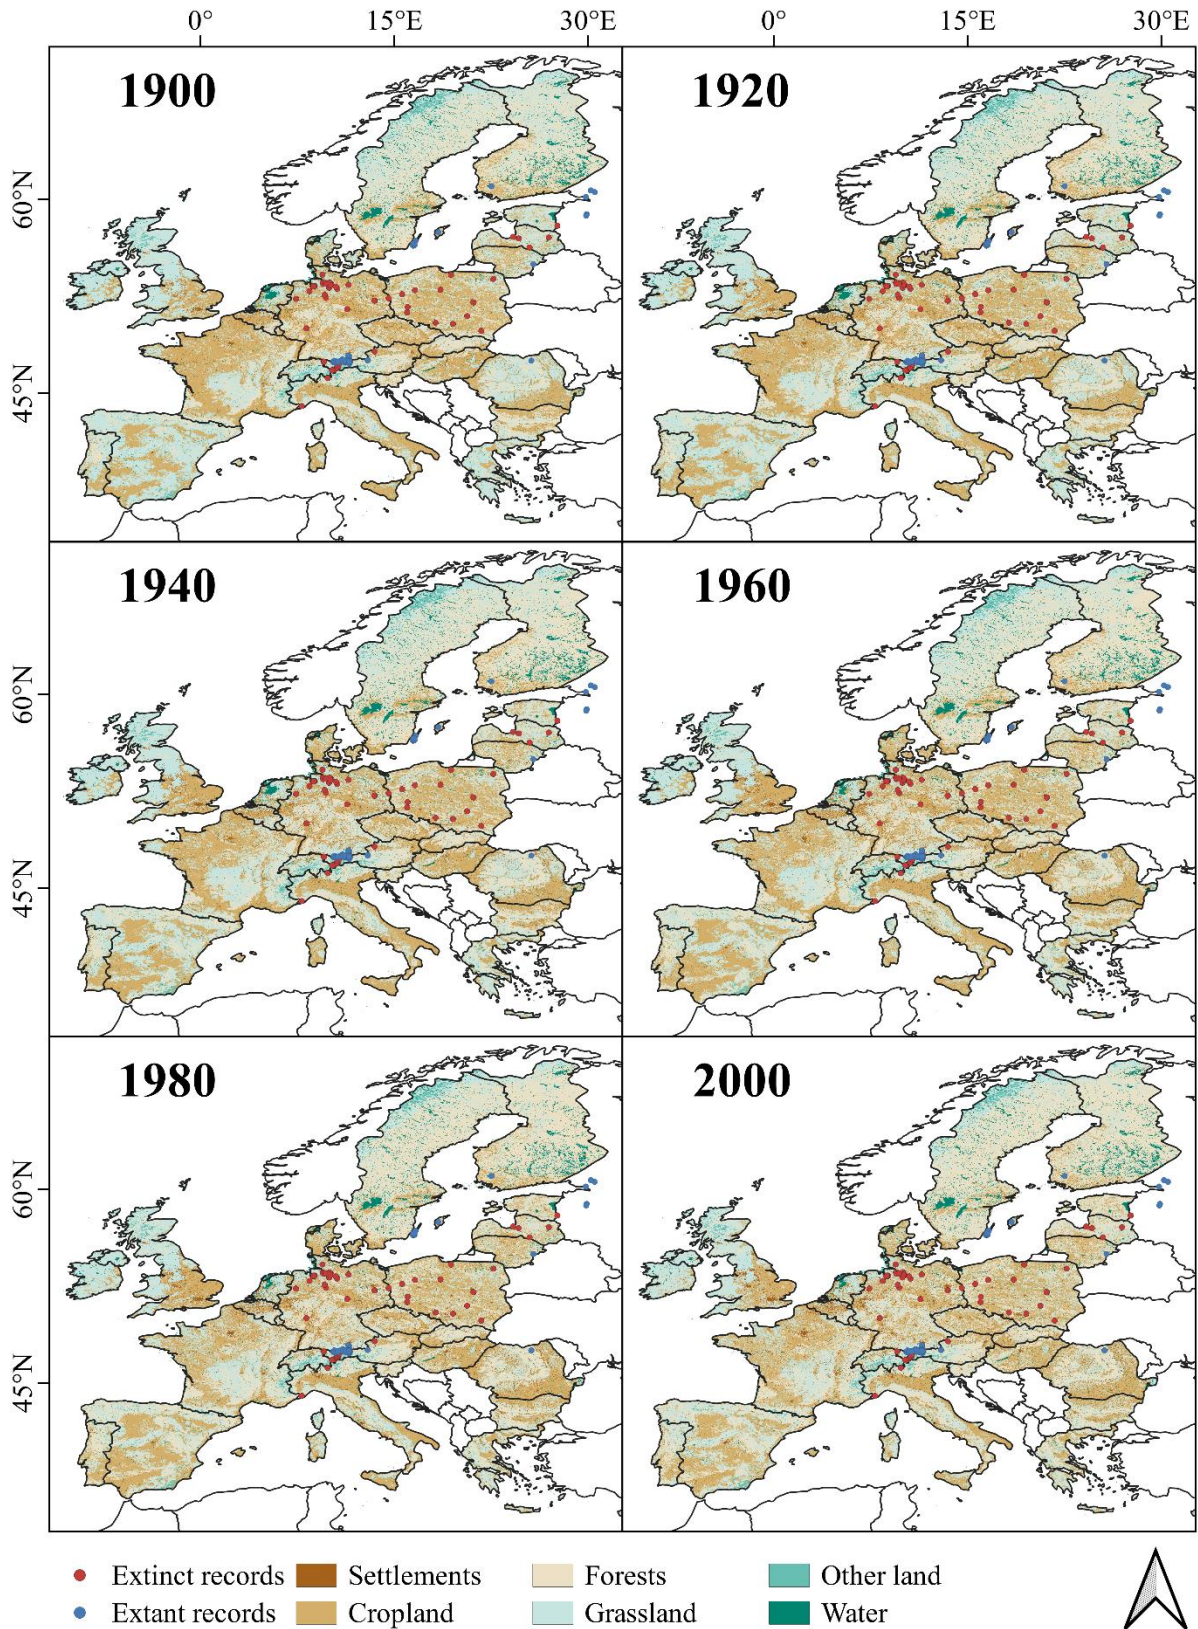 0° 15°E 30°E 0° 15°E 30°E
1900 1920
60°N
45°N
1940 1960
60°N
45°N
1980 2000
60°N
45°N
Extinct records Settlements Forests Other land
Extant records Cropland Grassland Water